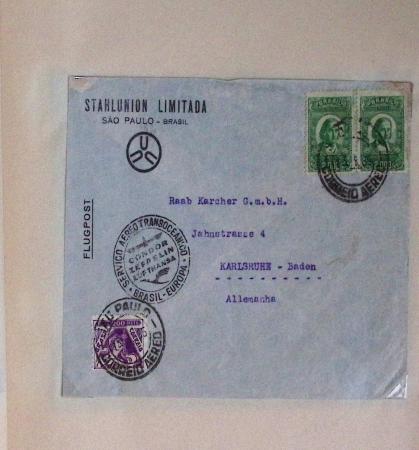 STAHLUNION LIMITADA
SÃO PAULO - BRASIL
FLUGPOST
Raab Karcher G.m.b.H.
Jahnstrasse 4
KARLSRUHE - Baden
Allemanha
SERVIÇO AEREO TRANSOCEANICO
CONDOR
ZEPPELIN
LUFTHANSA
BRASIL-EUROPA
CORREIO AEREO
PAULO
CORREIO AEREO